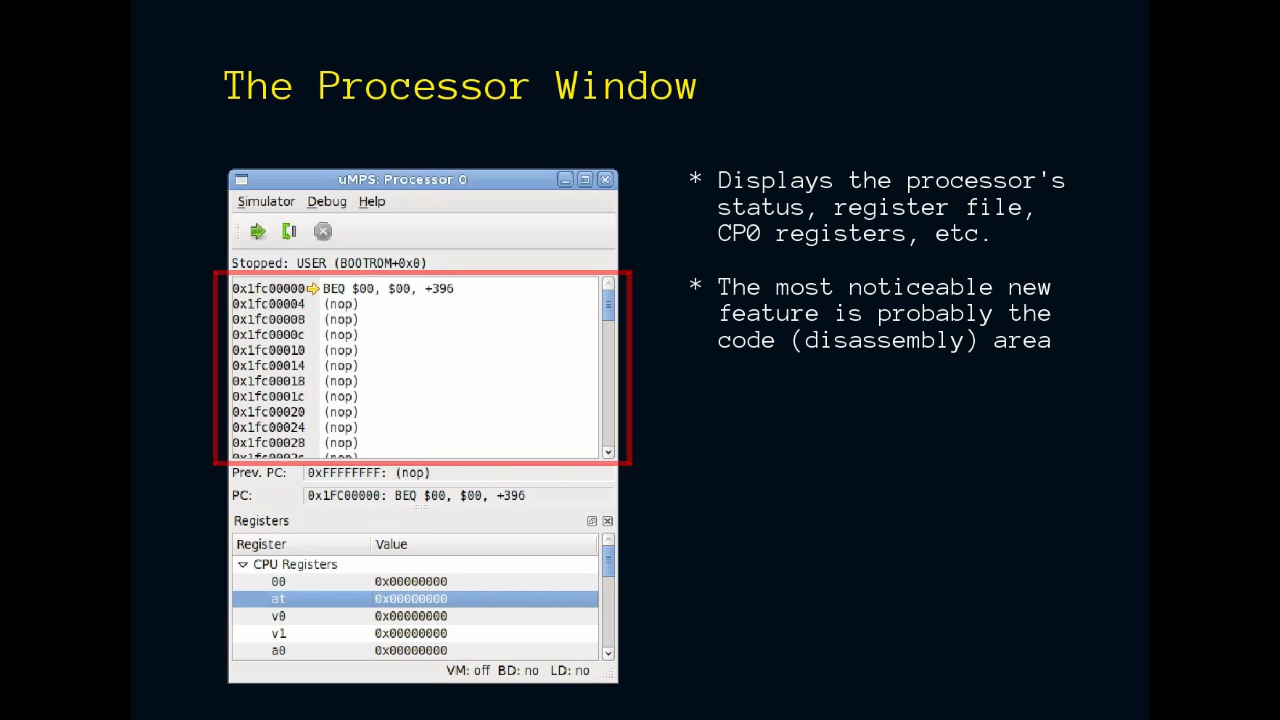 The Processor Window
uMPS: Processor 0
Simulator Debug Help
Stopped: USER (BOOTROM+0x0)
0x1fc00000 BEQ $00, $00, +396
0x1fc00004 (nop)
0x1fc00008 (nop)
0x1fc0000c (nop)
0x1fc00010 (nop)
0x1fc00014 (nop)
0x1fc00018 (nop)
0x1fc0001c (nop)
0x1fc00020 (nop)
0x1fc00024 (nop)
0x1fc00028 (nop)
0x1fc0002c (nop)
Prev. PC: 0xFFFFFFFF: (nop)
PC: 0x1FC00000: BEQ $00, $00, +396
Registers
Register Value
CPU Registers
00 0x00000000
at 0x00000000
v0 0x00000000
v1 0x00000000
a0 0x00000000
VM: off BD: no LD: no
* Displays the processor's
status, register file,
CP0 registers, etc.
* The most noticeable new
feature is probably the
code (disassembly) area